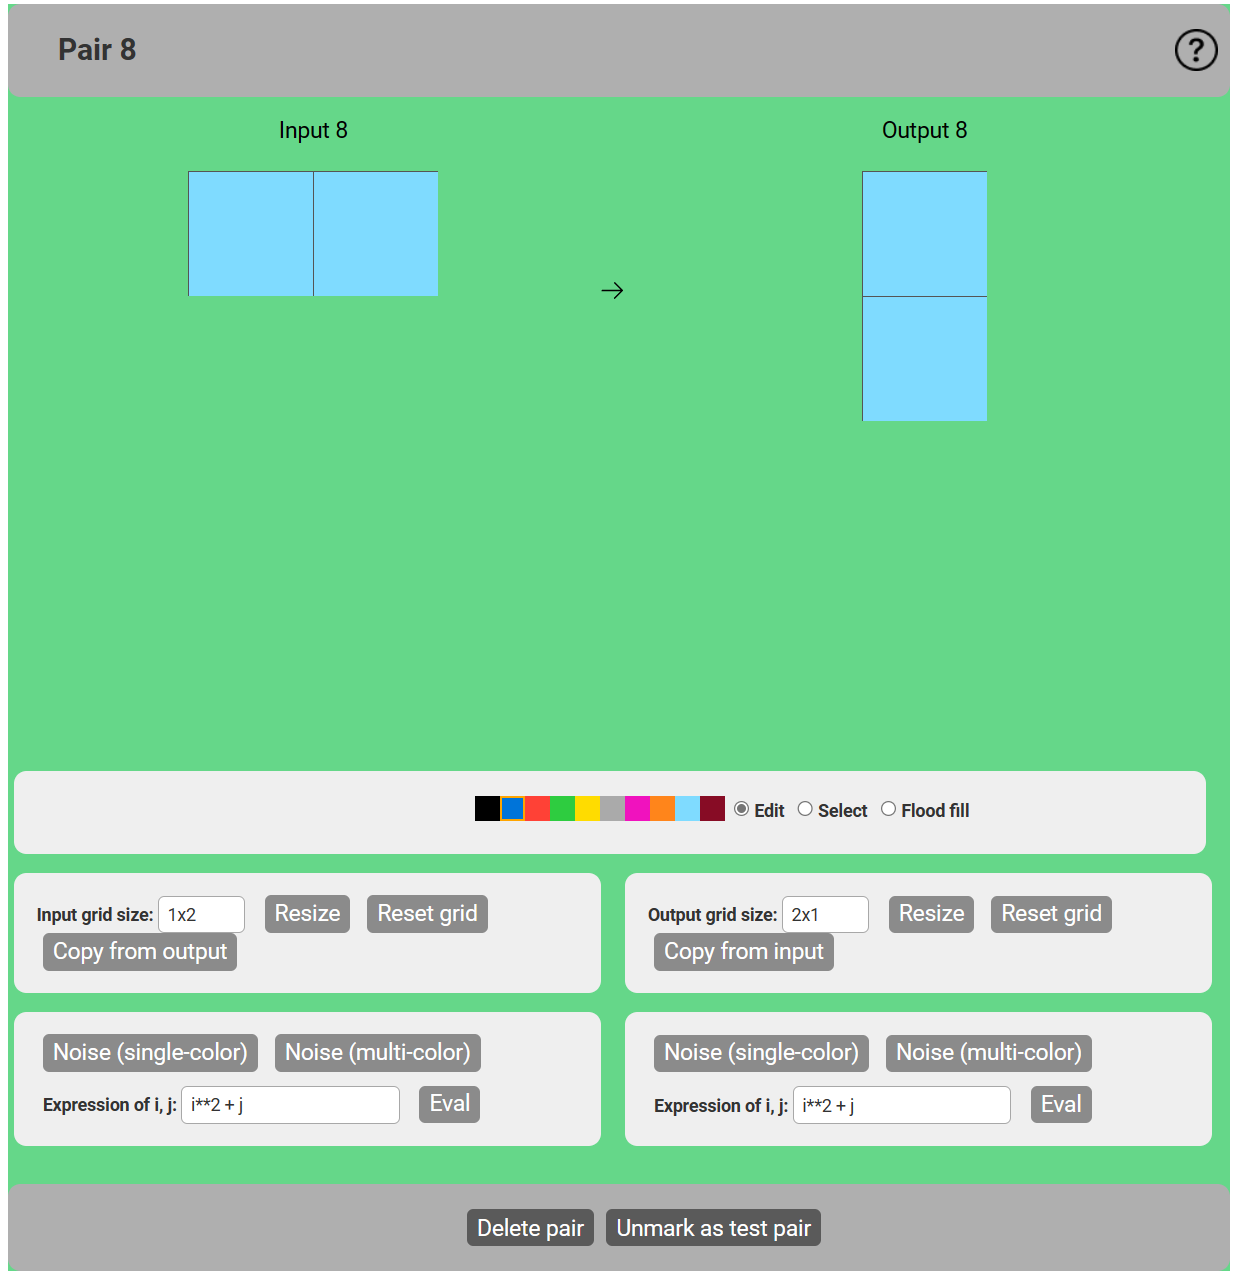 Pair 8
?
Input 8
Output 8
→
Edit Select Flood fill
Input grid size: 1x2 Resize Reset grid
Copy from output
Output grid size: 2x1 Resize Reset grid
Copy from input
Noise (single-color) Noise (multi-color)
Expression of i, j: i**2 + j Eval
Noise (single-color) Noise (multi-color)
Expression of i, j: i**2 + j Eval
Delete pair Unmark as test pair